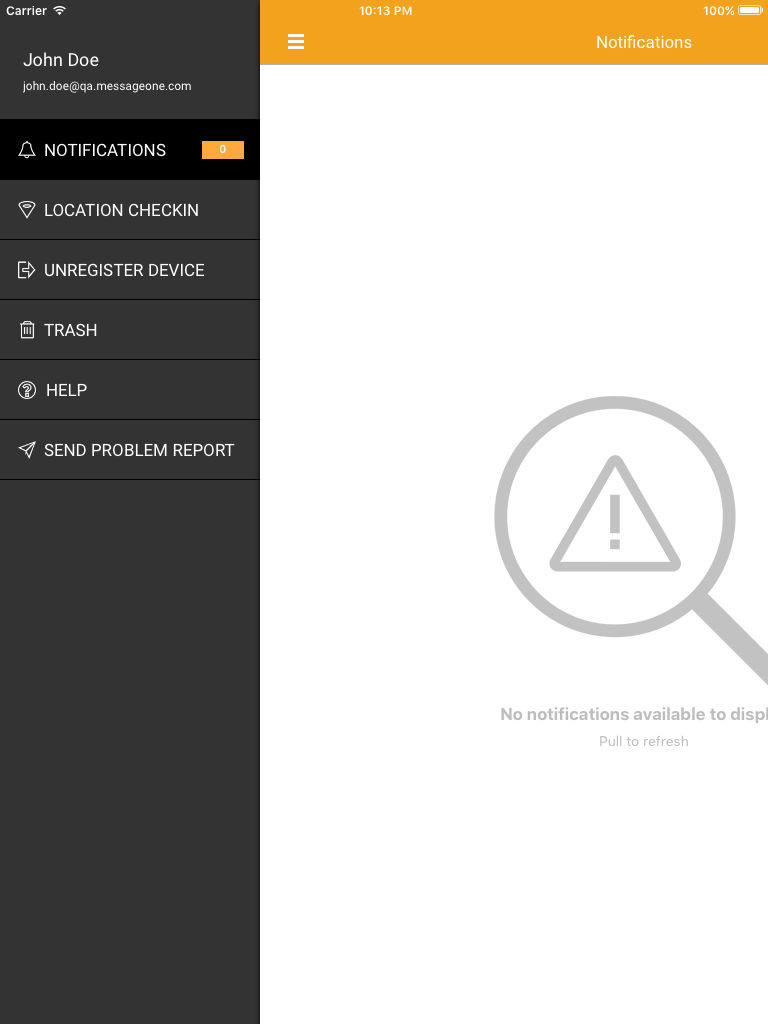 Carrier
10:13 PM
100%
John Doe
john.doe@qa.messageone.com
NOTIFICATIONS
0
LOCATION CHECKIN
UNREGISTER DEVICE
TRASH
HELP
SEND PROBLEM REPORT
Notifications
No notifications available to displ
Pull to refresh